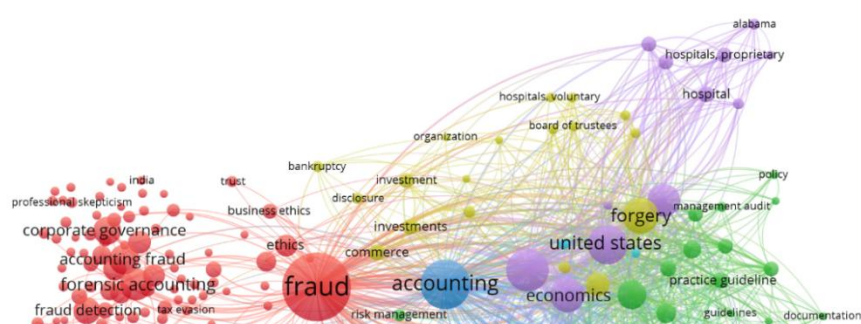 alabama
hospitals, proprietary
hospital
hospitals, voluntary
board of trustees
organization
bankruptcy
policy
india
trust
investment
professional skepticism
disclosure
management audit
business ethics
forgery
investments
corporate governance
united states
ethics
commerce
accounting fraud
practice guideline
forensic accounting
fraud
accounting
economics
fraud detection
tax evasion
risk management
guidelines
documentation